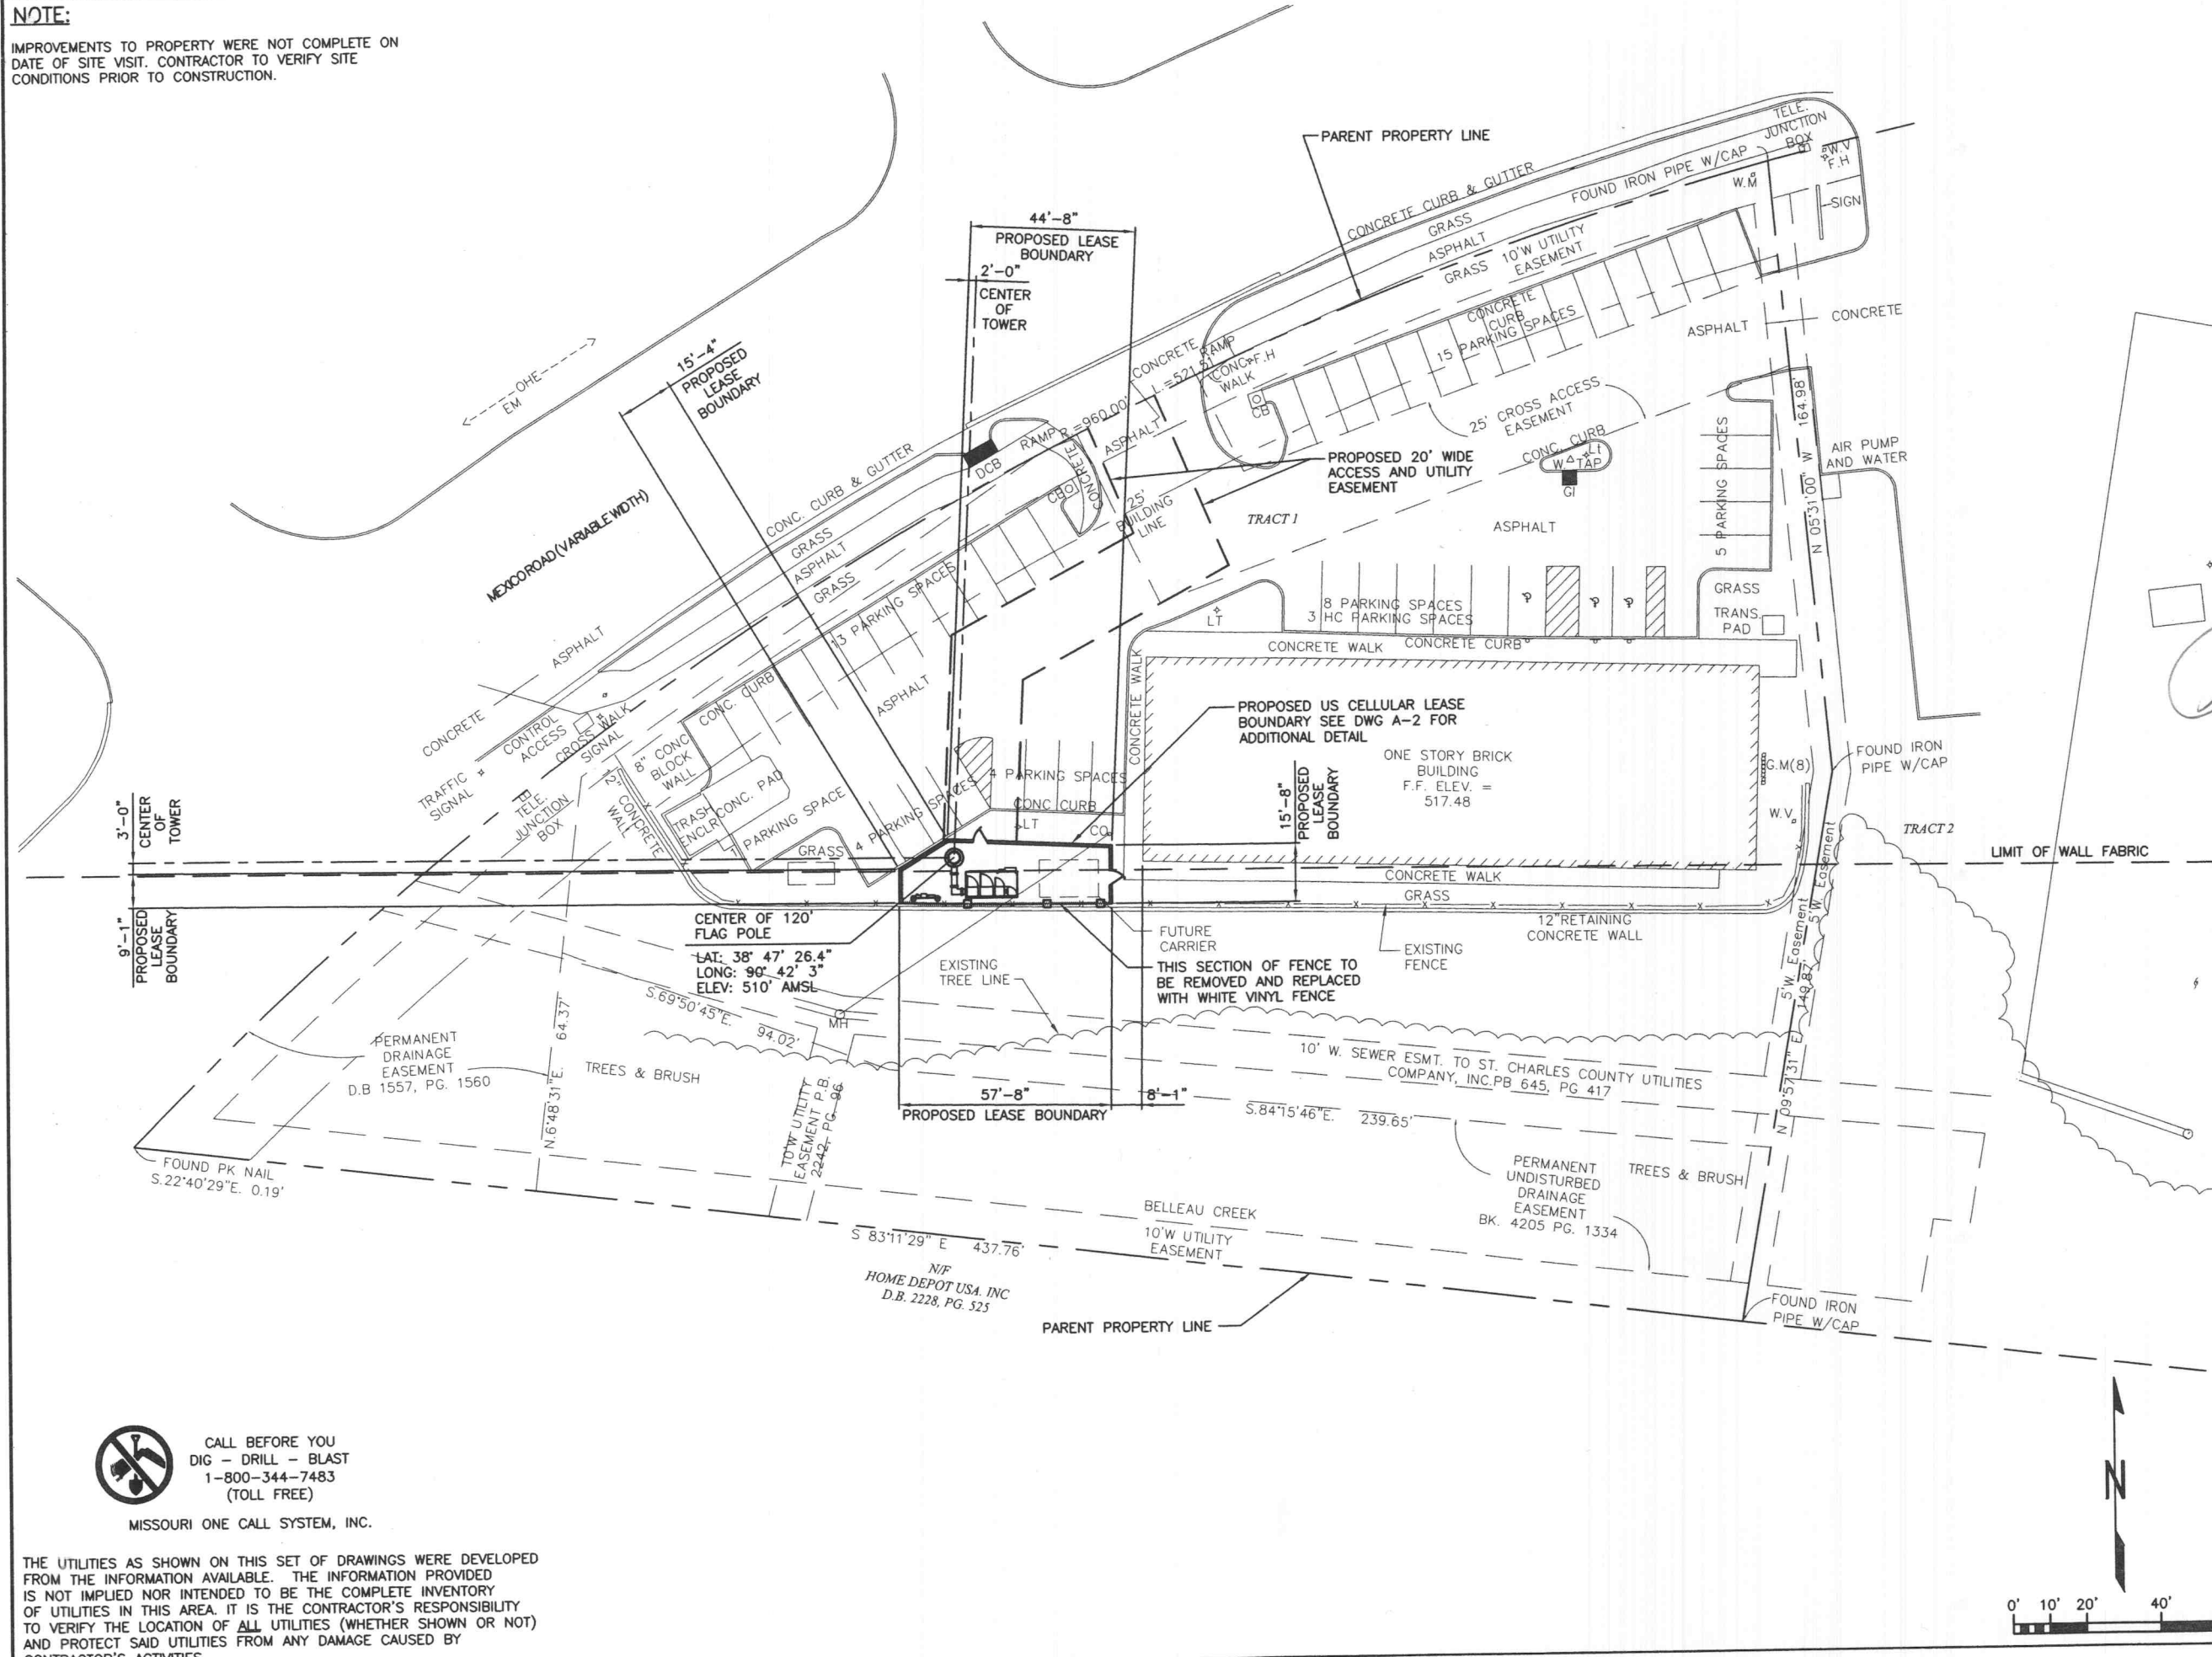 NOTE:
IMPROVEMENTS TO PROPERTY WERE NOT COMPLETE ON
DATE OF SITE VISIT. CONTRACTOR TO VERIFY SITE
CONDITIONS PRIOR TO CONSTRUCTION.
PARENT PROPERTY LINE
TELE.
JUNCTION
BOX
W.V
F.H
W.M
SIGN
FOUND IRON PIPE W/CAP
CONCRETE CURB & GUTTER
GRASS
ASPHALT
GRASS
10'W UTILITY
EASEMENT
CONCRETE
CURB
15 PARKING SPACES
ASPHALT
CONCRETE
44'-8"
PROPOSED LEASE
BOUNDARY
2'-0"
CENTER
OF
TOWER
15'-4"
PROPOSED
LEASE
BOUNDARY
OHE
EM
CONCRETE
RAMP
L.=521.51'
CONC
WALK
F.H
CB
25' CROSS ACCESS
EASEMENT
CONC. CURB
Lt
W TAP
GI
5 PARKING SPACES
N 05°31'00" W 164.98'
AIR PUMP
AND WATER
RAMP
R.=960.00'
ASPHALT
DCB
CB
CONCRETE
25'
BUILDING
LINE
PROPOSED 20' WIDE
ACCESS AND UTILITY
EASEMENT
TRACT 1
ASPHALT
MEXICO ROAD (VARIABLE WIDTH)
CONC. CURB & GUTTER
GRASS
ASPHALT
GRASS
13 PARKING SPACES
ASPHALT
LT
8 PARKING SPACES
3 HC PARKING SPACES
GRASS
TRANS.
PAD
CONCRETE WALK
CONCRETE CURB
ASPHALT
CONCRETE
CONTROL
ACCESS
CROSS WALK
SIGNAL
CONC. CURB
8" CONC
BLOCK
WALL
TRAFFIC
SIGNAL
TELE.
JUNCTION
BOX
12" CONCRETE
WALL
TRASH
ENCLR
CONC. PAD
PARKING SPACE
4 PARKING SPACES
4 PARKING SPACES
CONC CURB
CONCRETE WALK
LT
CO
GRASS
PROPOSED US CELLULAR LEASE
BOUNDARY SEE DWG A-2 FOR
ADDITIONAL DETAIL
ONE STORY BRICK
BUILDING
F.F. ELEV. =
517.48
15'-8"
PROPOSED
LEASE
BOUNDARY
G.M(8)
W.V.
FOUND IRON
PIPE W/CAP
TRACT 2
LIMIT OF WALL FABRIC
3'-0"
CENTER
OF
TOWER
9'-1"
PROPOSED
LEASE
BOUNDARY
CONCRETE WALK
GRASS
12"RETAINING
CONCRETE WALL
CENTER OF 120'
FLAG POLE
LAT: 38° 47' 26.4"
LONG: 90° 42' 3"
ELEV: 510' AMSL
FUTURE
CARRIER
EXISTING
FENCE
EXISTING
TREE LINE
THIS SECTION OF FENCE TO
BE REMOVED AND REPLACED
WITH WHITE VINYL FENCE
5'W. Easement
5'W. Easement
149.87'
N 09°57'31" E
S.69°50'45"E.
94.02'
MH
PERMANENT
DRAINAGE
EASEMENT
D.B 1557, PG. 1560
N.6°48'31"E. 64.37'
TREES & BRUSH
10'W UTILITY
EASEMENT P.B.
2242, PG. 96
57'-8"
PROPOSED LEASE BOUNDARY
8'-1"
10' W. SEWER ESMT. TO ST. CHARLES COUNTY UTILITIES
COMPANY, INC.PB 645, PG 417
S.84°15'46"E. 239.65'
FOUND PK NAIL
S.22°40'29"E. 0.19'
PERMANENT
UNDISTURBED
DRAINAGE
EASEMENT
BK. 4205 PG. 1334
TREES & BRUSH
BELLEAU CREEK
10'W UTILITY
EASEMENT
S 83°11'29" E 437.76'
N/F
HOME DEPOT USA. INC
D.B. 2228, PG. 525
PARENT PROPERTY LINE
FOUND IRON
PIPE W/CAP
CALL BEFORE YOU
DIG - DRILL - BLAST
1-800-344-7483
(TOLL FREE)
MISSOURI ONE CALL SYSTEM, INC.
THE UTILITIES AS SHOWN ON THIS SET OF DRAWINGS WERE DEVELOPED
FROM THE INFORMATION AVAILABLE. THE INFORMATION PROVIDED
IS NOT IMPLIED NOR INTENDED TO BE THE COMPLETE INVENTORY
OF UTILITIES IN THIS AREA. IT IS THE CONTRACTOR'S RESPONSIBILITY
TO VERIFY THE LOCATION OF ALL UTILITIES (WHETHER SHOWN OR NOT)
AND PROTECT SAID UTILITIES FROM ANY DAMAGE CAUSED BY
CONTRACTOR'S ACTIVITIES
N
0' 10' 20' 40'